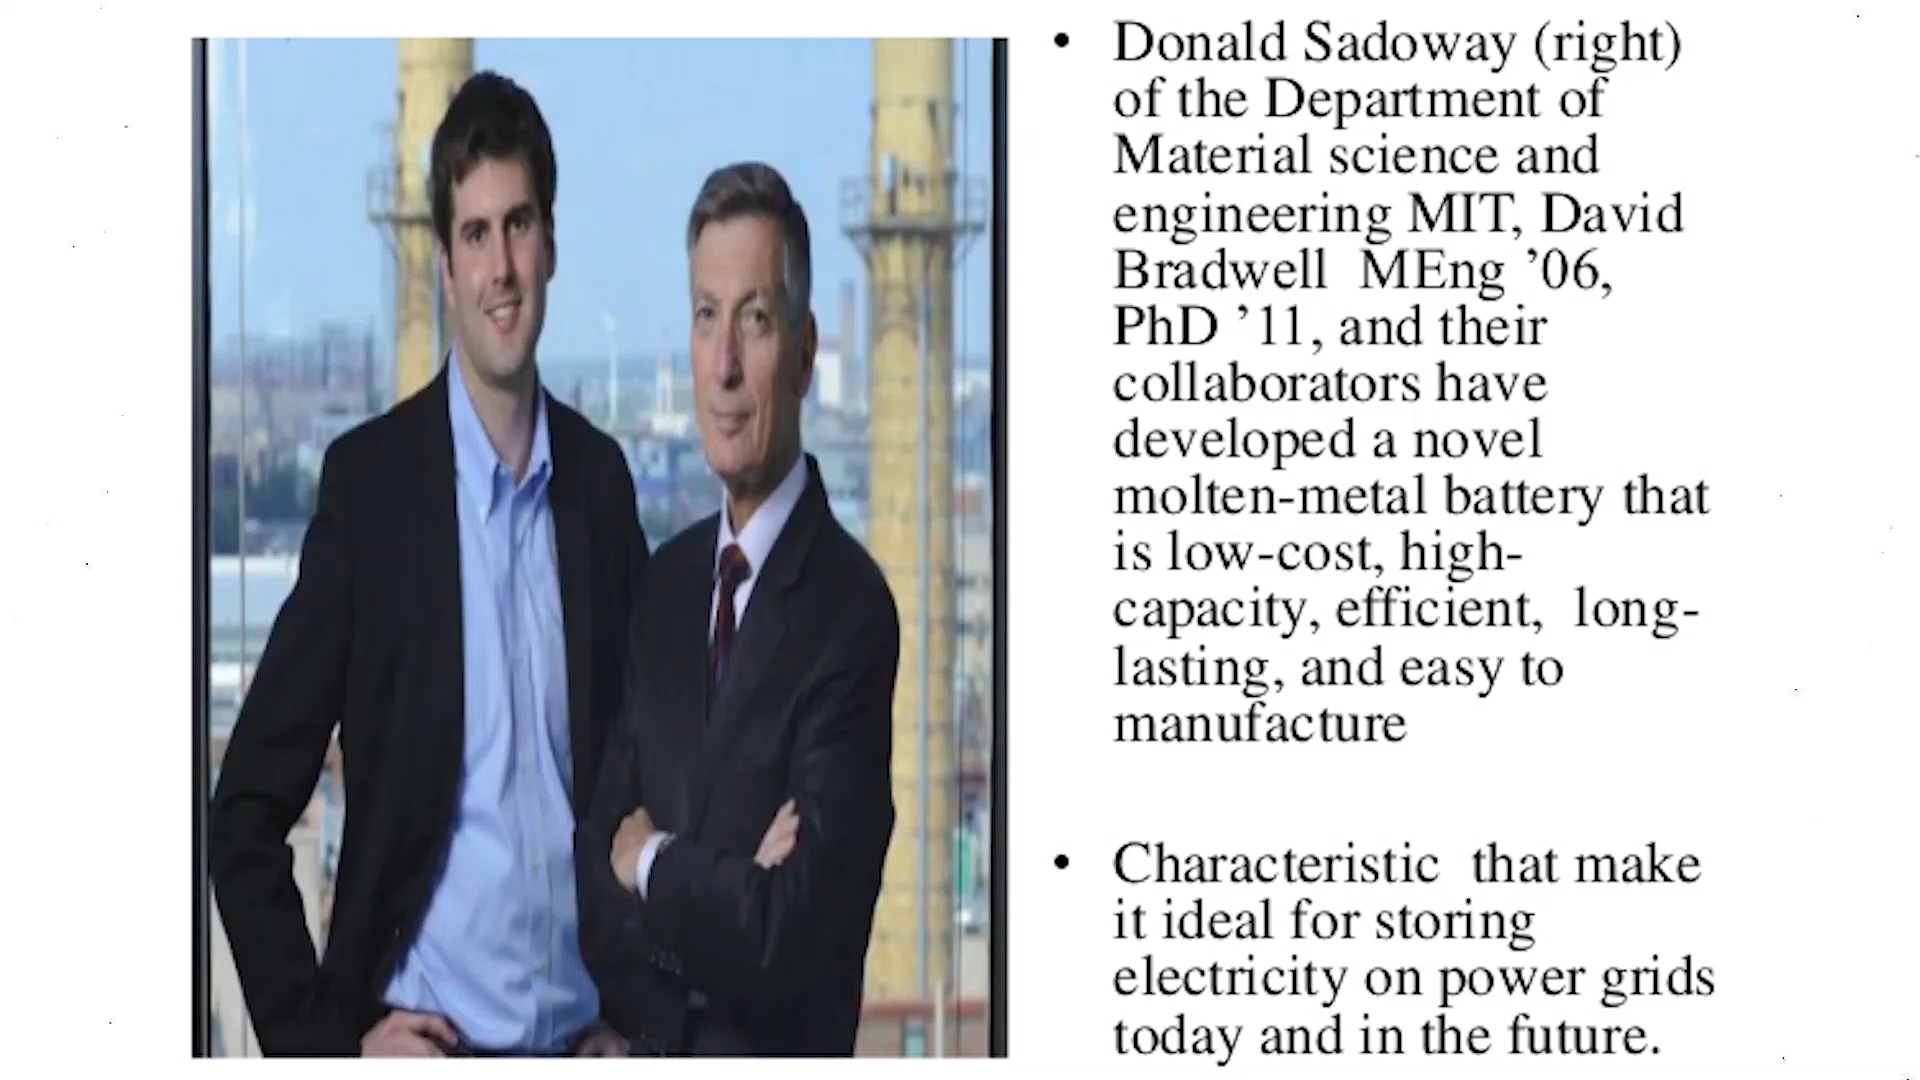 • Donald Sadoway (right)
of the Department of
Material science and
engineering MIT, David
Bradwell  MEng ’06,
PhD ’11, and their
collaborators have
developed a novel
molten-metal battery that
is low-cost, high-
capacity, efficient,  long-
lasting, and easy to
manufacture
• Characteristic  that make
it ideal for storing
electricity on power grids
today and in the future.